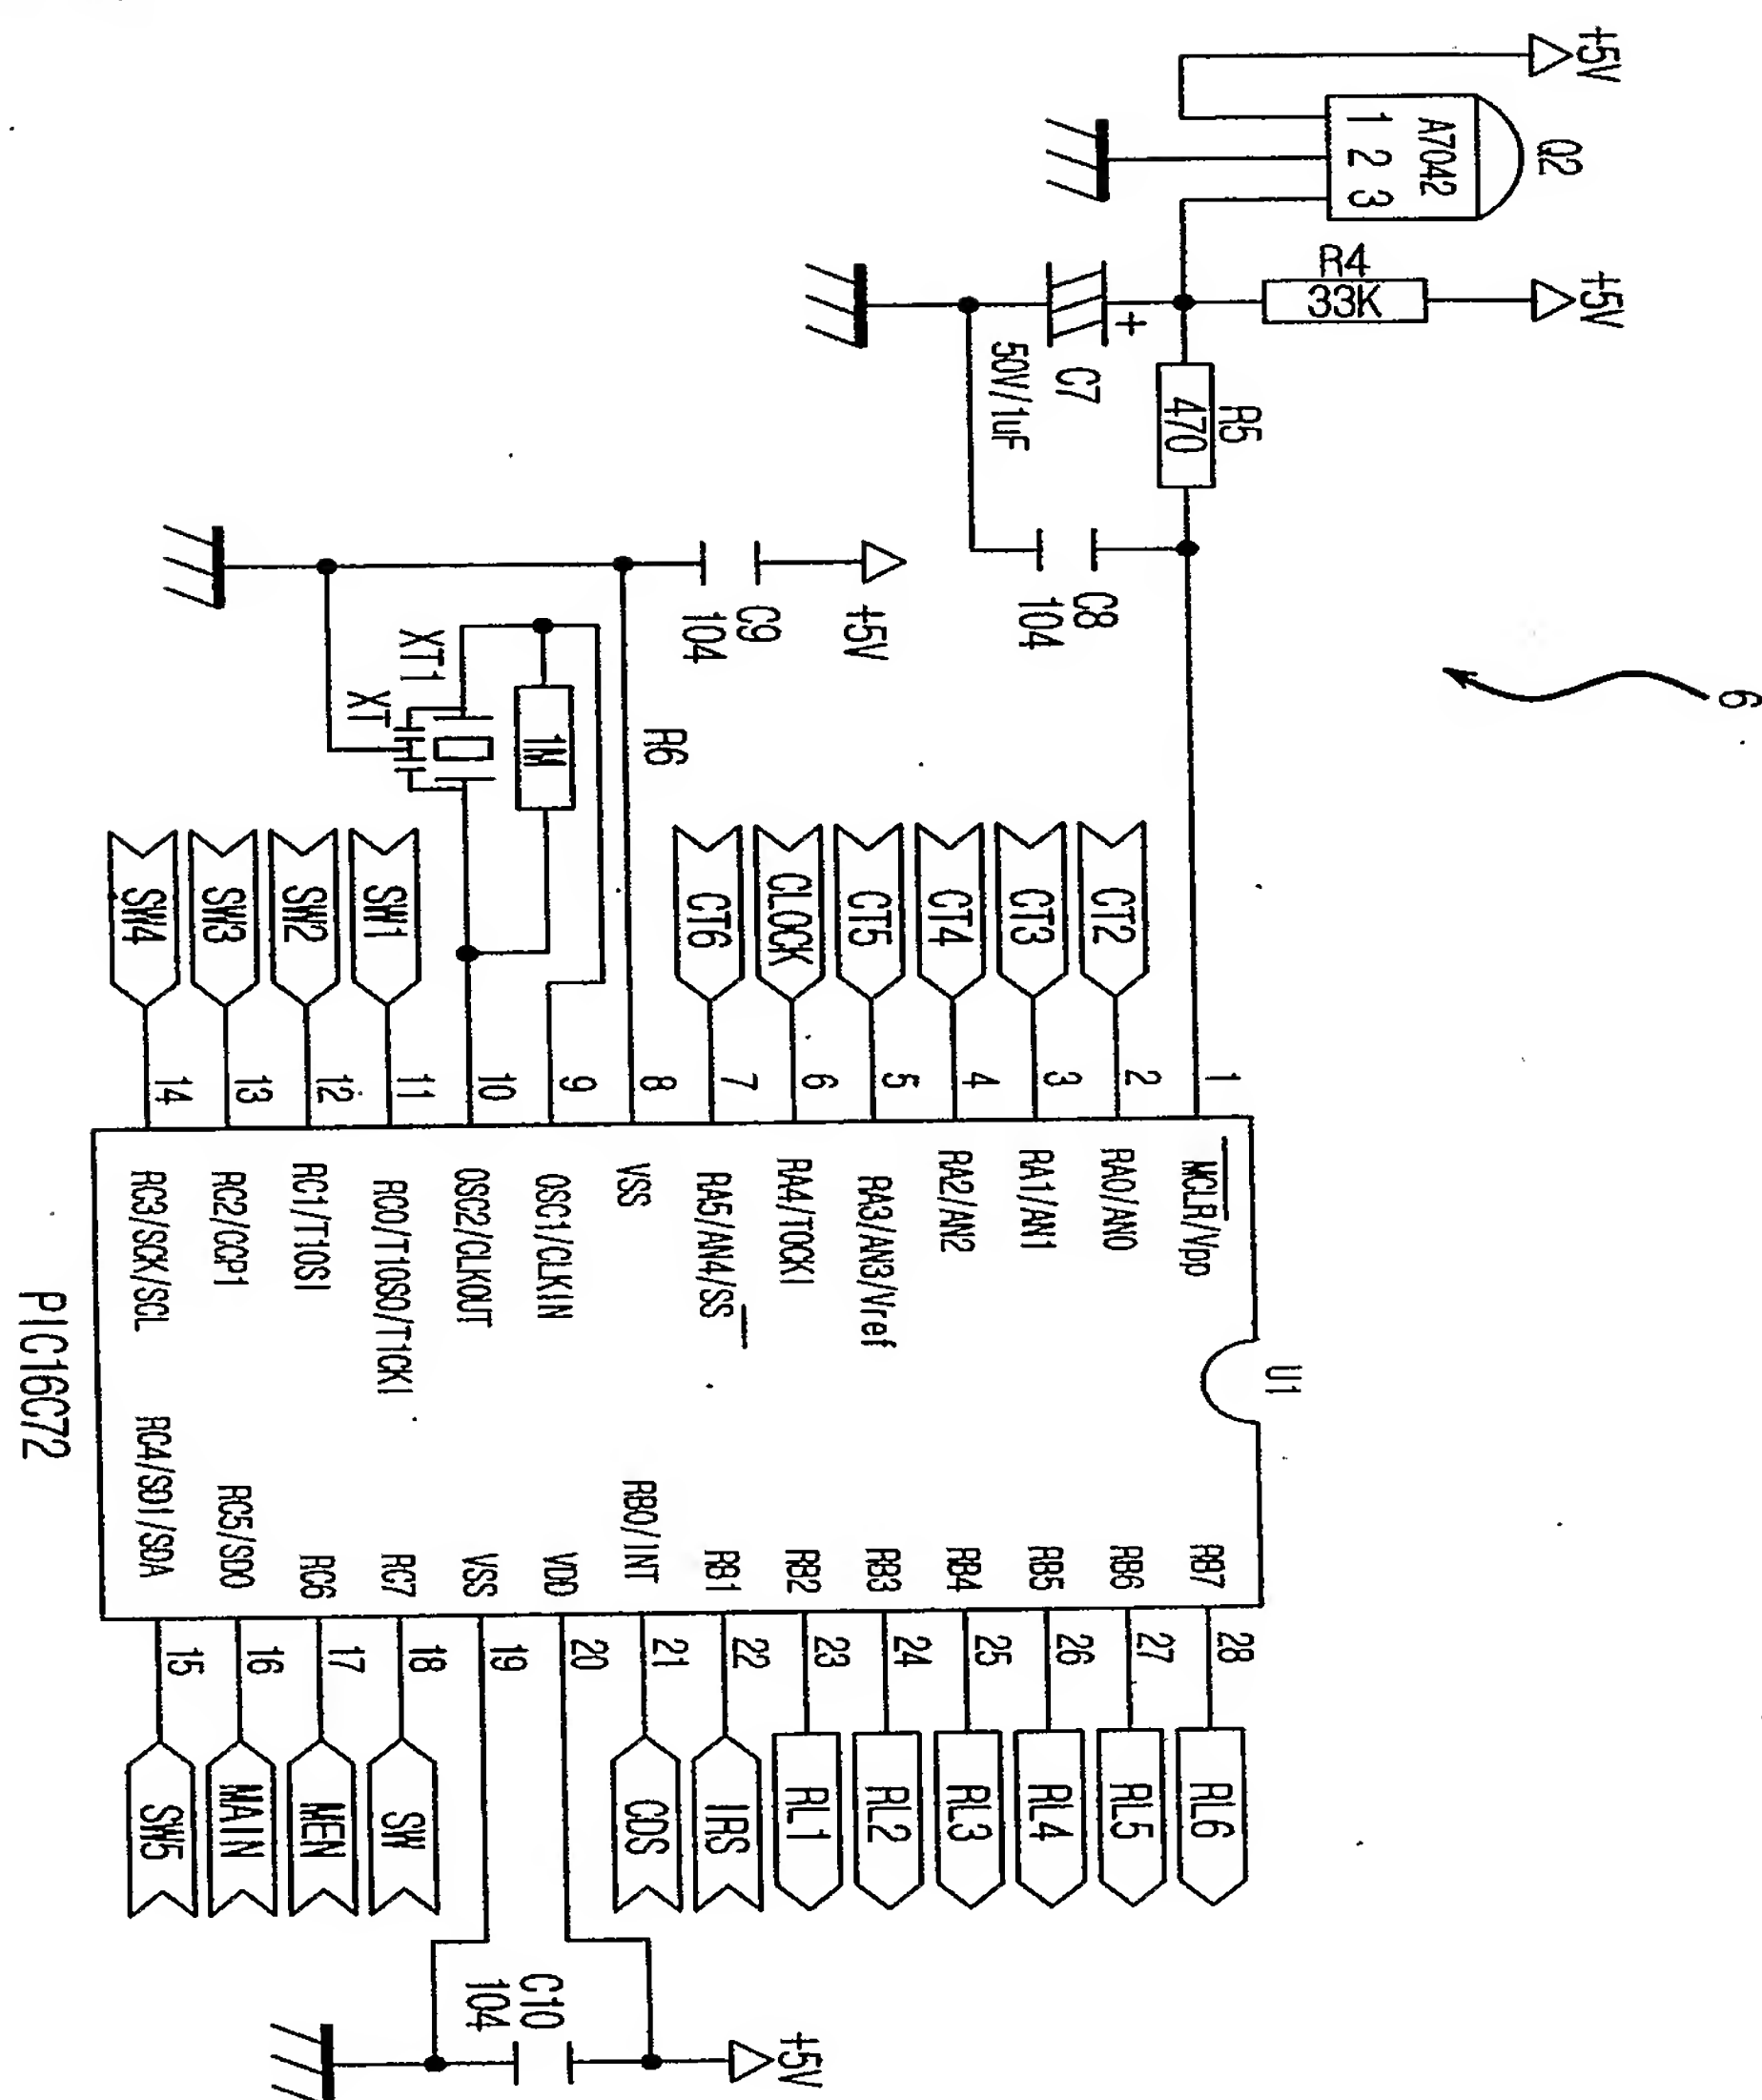 6
+5V
Q2
A7042
1
2
3
+5V
R4
33K
R5
470
+
C7
50V/1uF
C8
104
+5V
C9
104
R6
1M
XT1
XT
CT2
CT3
CT4
CT5
CLOCK
CT6
SW1
SW2
SW3
SW4
1
2
3
4
5
6
7
8
9
10
11
12
13
14
U1
MCLR/Vpp
RA0/AN0
RA1/AN1
RA2/AN2
RA3/AN3/Vref
RA4/TOCKI
RA5/AN4/SS
VSS
OSC1/CLKIN
OSC2/CLKOUT
RC0/T1OSO/T1CKI
RC1/T1OSI
RC2/CCP1
RC3/SCK/SCL
RB7
RB6
RB5
RB4
RB3
RB2
RB1
RB0/INT
VDD
VSS
RC7
RC6
RC5/SDO
RC4/SDI/SDA
PIC16C72
28
27
26
25
24
23
22
21
20
19
18
17
16
15
RL6
RL5
RL4
RL3
RL2
RL1
IRS
CDS
SW
MEN
MAIN
SW5
+5V
C10
104